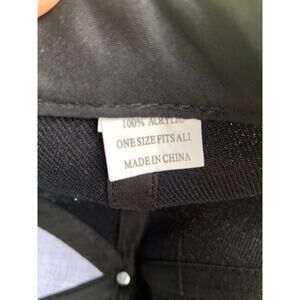 100% ACRYLIC
ONE SIZE FITS ALL
MADE IN CHINA